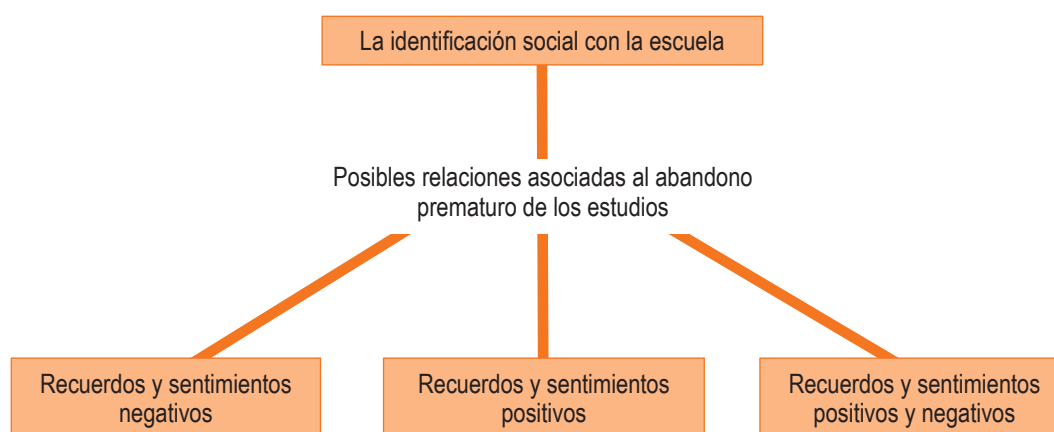 La identificación social con la escuela
Posibles relaciones asociadas al abandono
prematuro de los estudios
Recuerdos y sentimientos
negativos
Recuerdos y sentimientos
positivos
Recuerdos y sentimientos
positivos y negativos